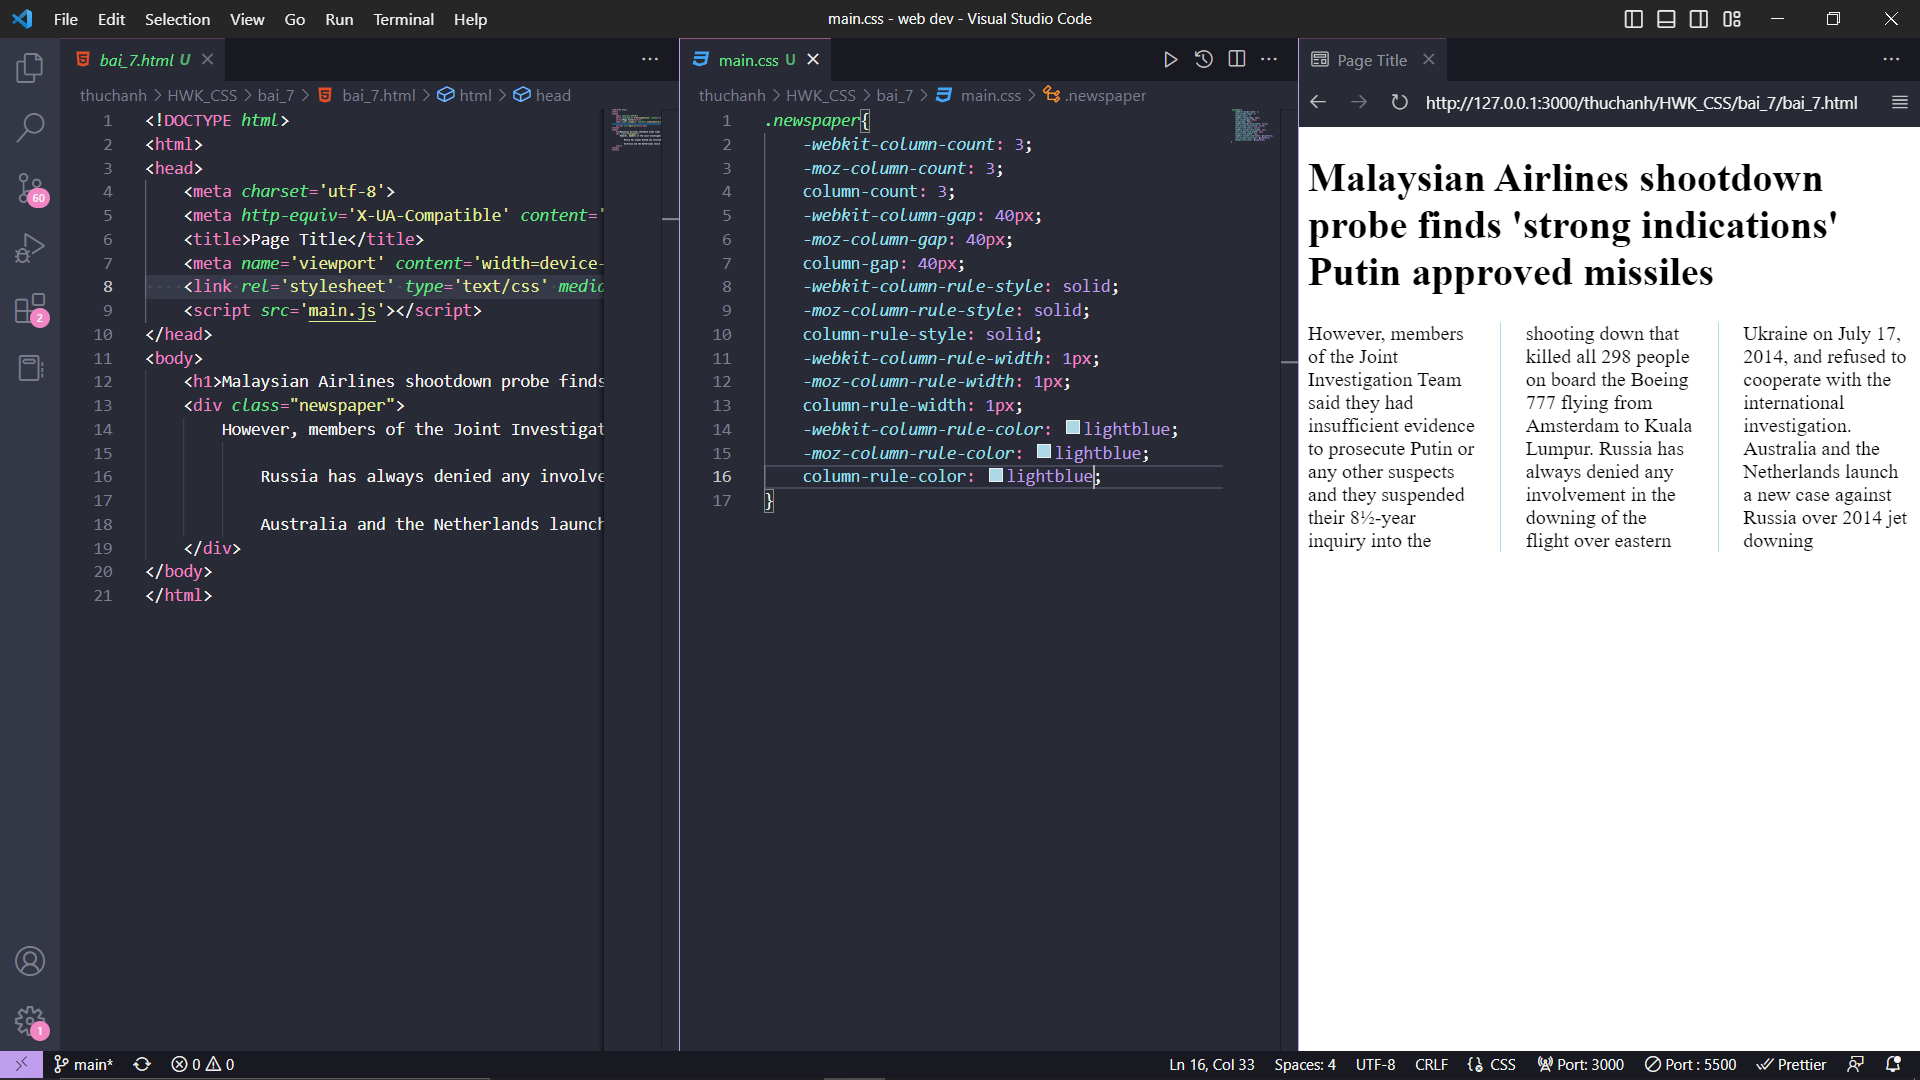 File Edit Selection View Go Run Terminal Help
main.css - web dev - Visual Studio Code
bai_7.html U
thuchanh > HWK_CSS > bai_7 > bai_7.html > html > head
1 <!DOCTYPE html>
2 <html>
3 <head>
4 <meta charset='utf-8'>
5 <meta http-equiv='X-UA-Compatible' content='
6 <title>Page Title</title>
7 <meta name='viewport' content='width=device-
8 <link rel='stylesheet' type='text/css' media
9 <script src='main.js'></script>
10 </head>
11 <body>
12 <h1>Malaysian Airlines shootdown probe finds
13 <div class="newspaper">
14 However, members of the Joint Investigat
15
16 Russia has always denied any involve
17
18 Australia and the Netherlands launch
19 </div>
20 </body>
21 </html>
main.css U
thuchanh > HWK_CSS > bai_7 > main.css > .newspaper
1 .newspaper{
2 -webkit-column-count: 3;
3 -moz-column-count: 3;
4 column-count: 3;
5 -webkit-column-gap: 40px;
6 -moz-column-gap: 40px;
7 column-gap: 40px;
8 -webkit-column-rule-style: solid;
9 -moz-column-rule-style: solid;
10 column-rule-style: solid;
11 -webkit-column-rule-width: 1px;
12 -moz-column-rule-width: 1px;
13 column-rule-width: 1px;
14 -webkit-column-rule-color: lightblue;
15 -moz-column-rule-color: lightblue;
16 column-rule-color: lightblue;
17 }
Page Title
http://127.0.0.1:3000/thuchanh/HWK_CSS/bai_7/bai_7.html
Malaysian Airlines shootdown
probe finds 'strong indications'
Putin approved missiles
However, members
of the Joint
Investigation Team
said they had
insufficient evidence
to prosecute Putin or
any other suspects
and they suspended
their 8½-year
inquiry into the
shooting down that
killed all 298 people
on board the Boeing
777 flying from
Amsterdam to Kuala
Lumpur. Russia has
always denied any
involvement in the
downing of the
flight over eastern
Ukraine on July 17,
2014, and refused to
cooperate with the
international
investigation.
Australia and the
Netherlands launch
a new case against
Russia over 2014 jet
downing
60
2
1
main* 0 0
Ln 16, Col 33 Spaces: 4 UTF-8 CRLF CSS Port: 3000 Port : 5500 Prettier